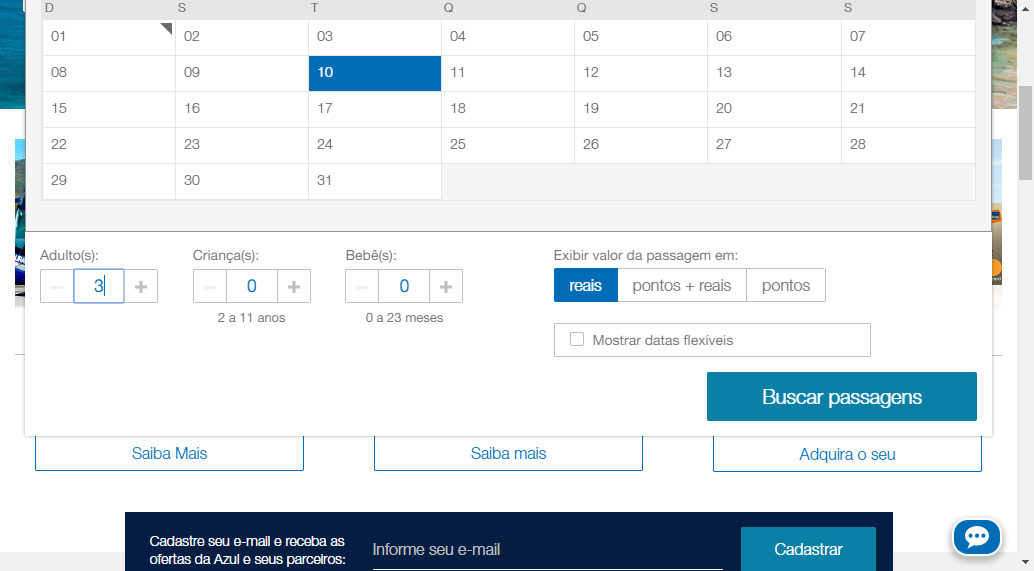 D S T Q Q S S
01 02 03 04 05 06 07
08 09 10 11 12 13 14
15 16 17 18 19 20 21
22 23 24 25 26 27 28
29 30 31
Adulto(s): Criança(s): Bebê(s): Exibir valor da passagem em:
− 3 + − 0 + − 0 + reais pontos + reais pontos
2 a 11 anos 0 a 23 meses
Mostrar datas flexíveis
Buscar passagens
Saiba Mais Saiba mais Adquira o seu
Cadastre seu e-mail e receba as
ofertas da Azul e seus parceiros:
Informe seu e-mail
Cadastrar